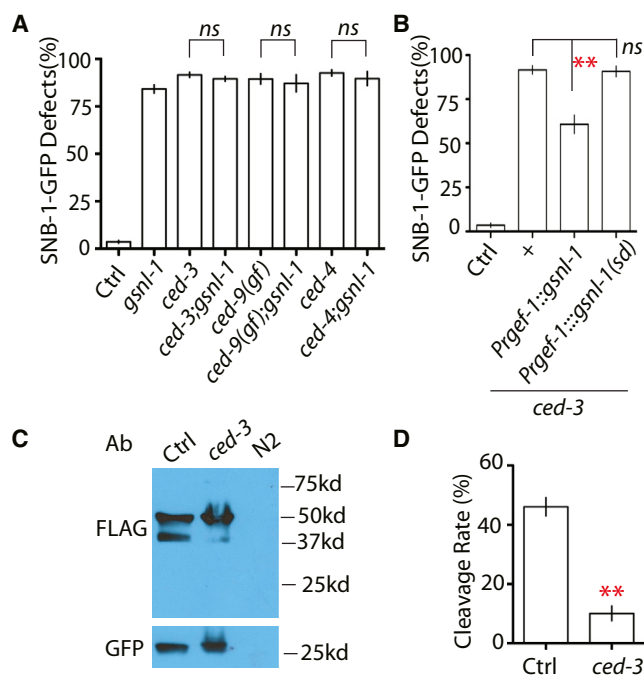 A
SNB-1-GFP Defects(%)
100
75
50
25
0
ns
ns
ns
Ctrl
gsnl-1
ced-3
ced-3;gsnl-1
ced-9(gf)
ced-9(gf);gsnl-1
ced-4
ced-4;gsnl-1
B
SNB-1-GFP Defects(%)
100
75
50
25
0
**
ns
Ctrl
+
Prgef-1::gsnl-1
Prgef-1:::gsnl-1(sd)
ced-3
C
Ab
Ctrl
ced-3
N2
FLAG
75kd
50kd
37kd
25kd
GFP
25kd
D
Cleavage Rate (%)
60
40
20
0
**
Ctrl
ced-3